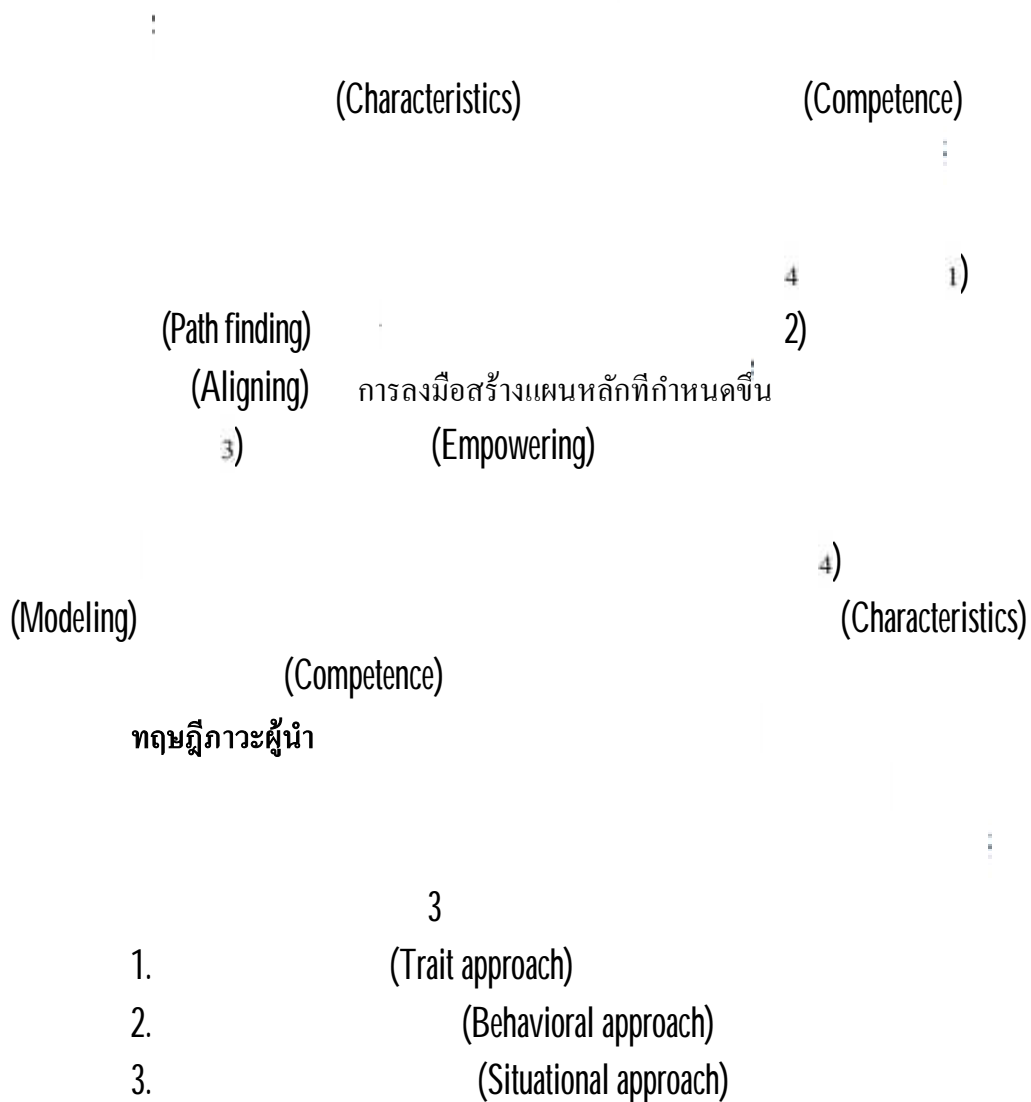 (Characteristics) (Competence)
4 1)
(Path finding) 2)
(Aligning) การลงมือสร้างแผนหลักที่กำหนดขึ้น
3) (Empowering)
4)
(Modeling) (Characteristics)
(Competence)
ทฤษฎีภาวะผู้นำ
3
1. (Trait approach)
2. (Behavioral approach)
3. (Situational approach)